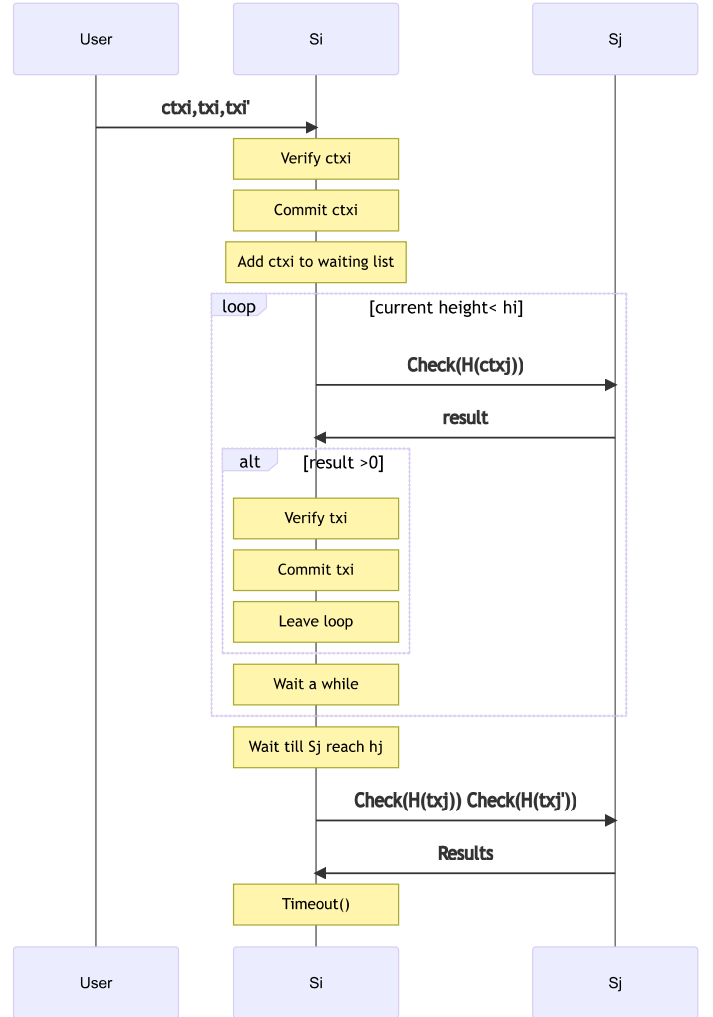 User Si Sj
ctxi,txi,txi'
Verify ctxi
Commit ctxi
Add ctxi to waiting list
loop [current height< hi]
Check(H(ctxj))
result
alt [result >0]
Verify txi
Commit txi
Leave loop
Wait a while
Wait till Sj reach hj
Check(H(txj)) Check(H(txj'))
Results
Timeout()
User Si Sj